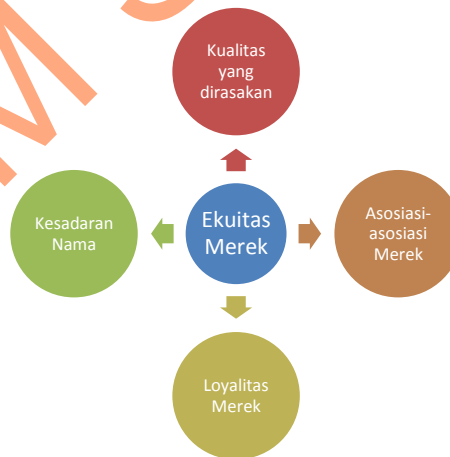 Kualitas
yang
dirasakan
Kesadaran
Nama
Ekuitas
Merek
Asosiasi-
asosiasi
Merek
Loyalitas
Merek